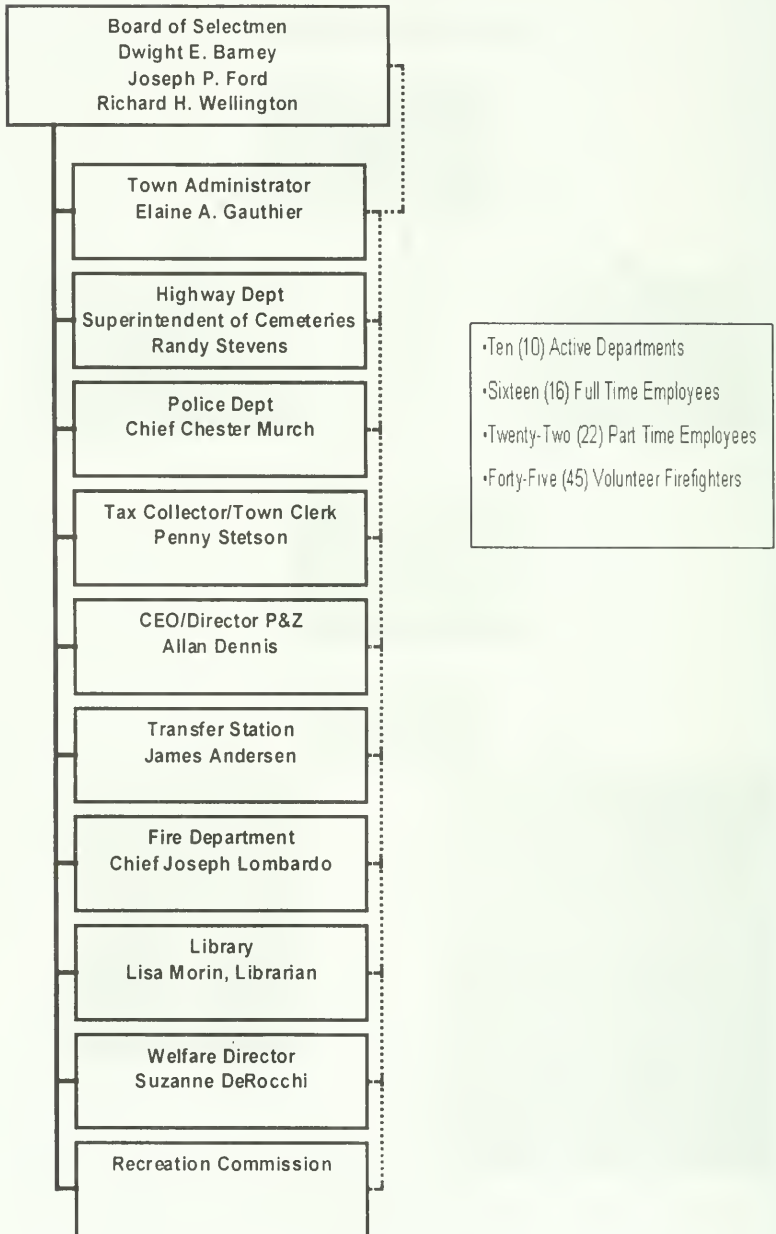 Board of Selectmen
Dwight E. Barney
Joseph P. Ford
Richard H. Wellington
Town Administrator
Elaine A. Gauthier
Highway Dept
Superintendent of Cemeteries
Randy Stevens
Police Dept
Chief Chester Murch
Tax Collector/Town Clerk
Penny Stetson
CEO/Director P&Z
Allan Dennis
Transfer Station
James Andersen
Fire Department
Chief Joseph Lombardo
Library
Lisa Morin, Librarian
Welfare Director
Suzanne DeRocchi
Recreation Commission
•Ten (10) Active Departments
•Sixteen (16) Full Time Employees
•Twenty-Two (22) Part Time Employees
•Forty-Five (45) Volunteer Firefighters